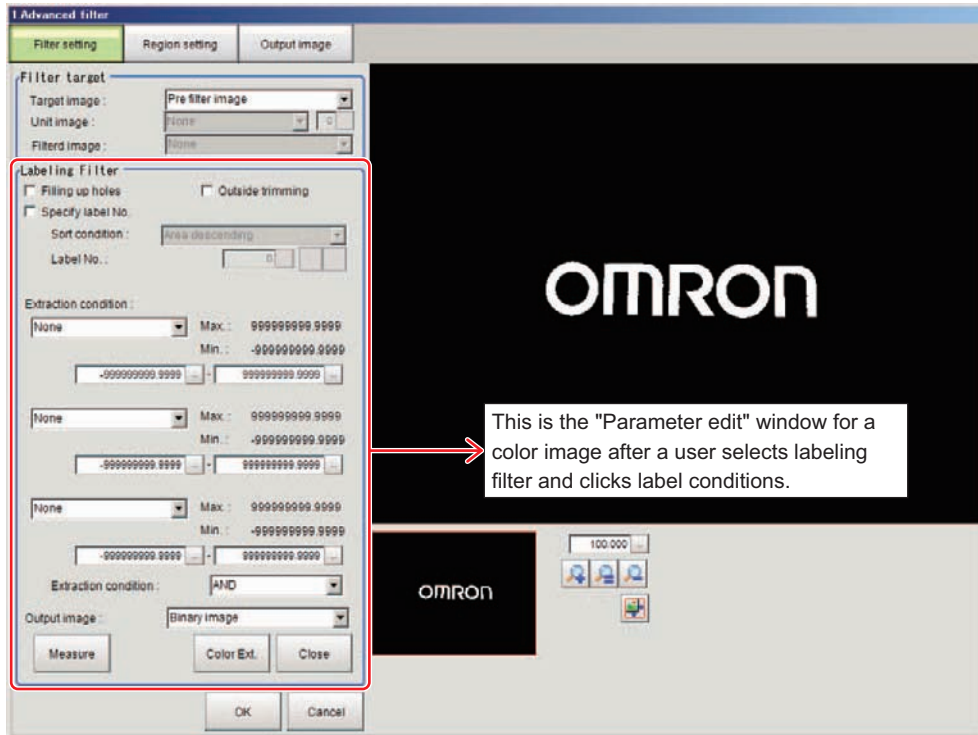 1.Advanced filter
Filter setting
Region setting
Output image
Filter target
Target image :
Pre filter image
Unit image :
None
0
Filterd image :
None
Labeling Filter
Filling up holes
Outside trimming
Specify label No.
Sort condition :
Area descending
Label No. :
0
Extraction condition :
None
Max. :
999999999.9999
Min. :
-999999999.9999
-999999999.9999
...
-
999999999.9999
...
None
Max. :
999999999.9999
Min. :
-999999999.9999
-999999999.9999
...
-
999999999.9999
...
None
Max. :
999999999.9999
Min. :
-999999999.9999
-999999999.9999
...
-
999999999.9999
...
Extraction condition :
AND
Output image :
Binary image
Measure
Color Ext.
Close
OK
Cancel
OMRON
This is the "Parameter edit" window for a
color image after a user selects labeling
filter and clicks label conditions.
OMRON
100.000
...